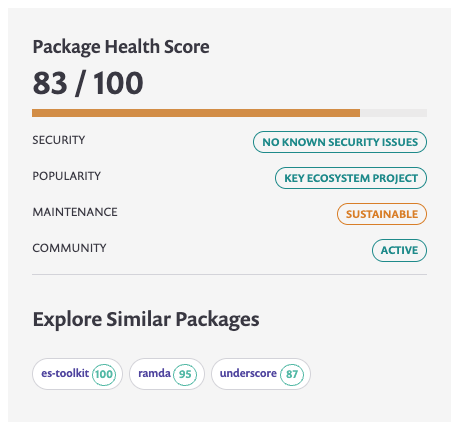 Package Health Score
83 / 100
SECURITY NO KNOWN SECURITY ISSUES
POPULARITY KEY ECOSYSTEM PROJECT
MAINTENANCE SUSTAINABLE
COMMUNITY ACTIVE
Explore Similar Packages
es-toolkit 100 ramda 95 underscore 87